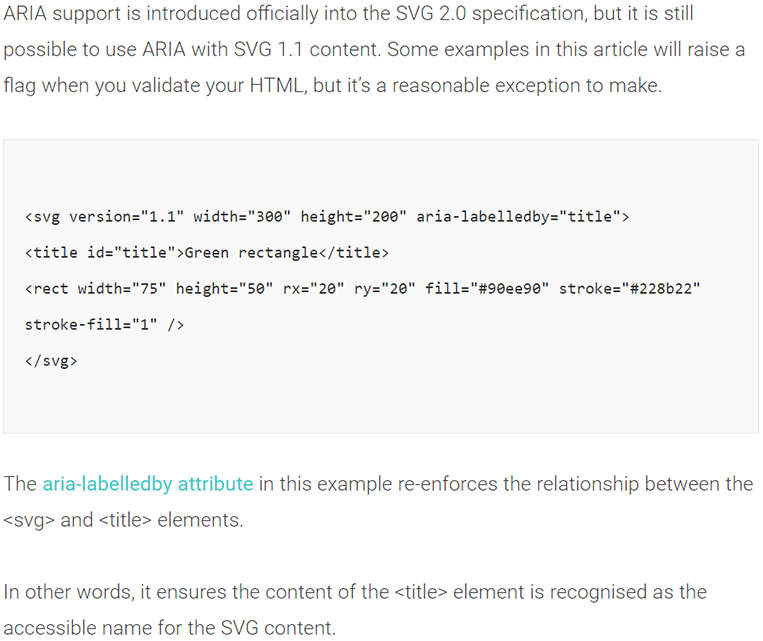 ARIA support is introduced officially into the SVG 2.0 specification, but it is still
possible to use ARIA with SVG 1.1 content. Some examples in this article will raise a
flag when you validate your HTML, but it’s a reasonable exception to make.
<svg version="1.1" width="300" height="200" aria-labelledby="title">
<title id="title">Green rectangle</title>
<rect width="75" height="50" rx="20" ry="20" fill="#90ee90" stroke="#228b22"
stroke-fill="1" />
</svg>
The aria-labelledby attribute in this example re-enforces the relationship between the
<svg> and <title> elements.
In other words, it ensures the content of the <title> element is recognised as the
accessible name for the SVG content.